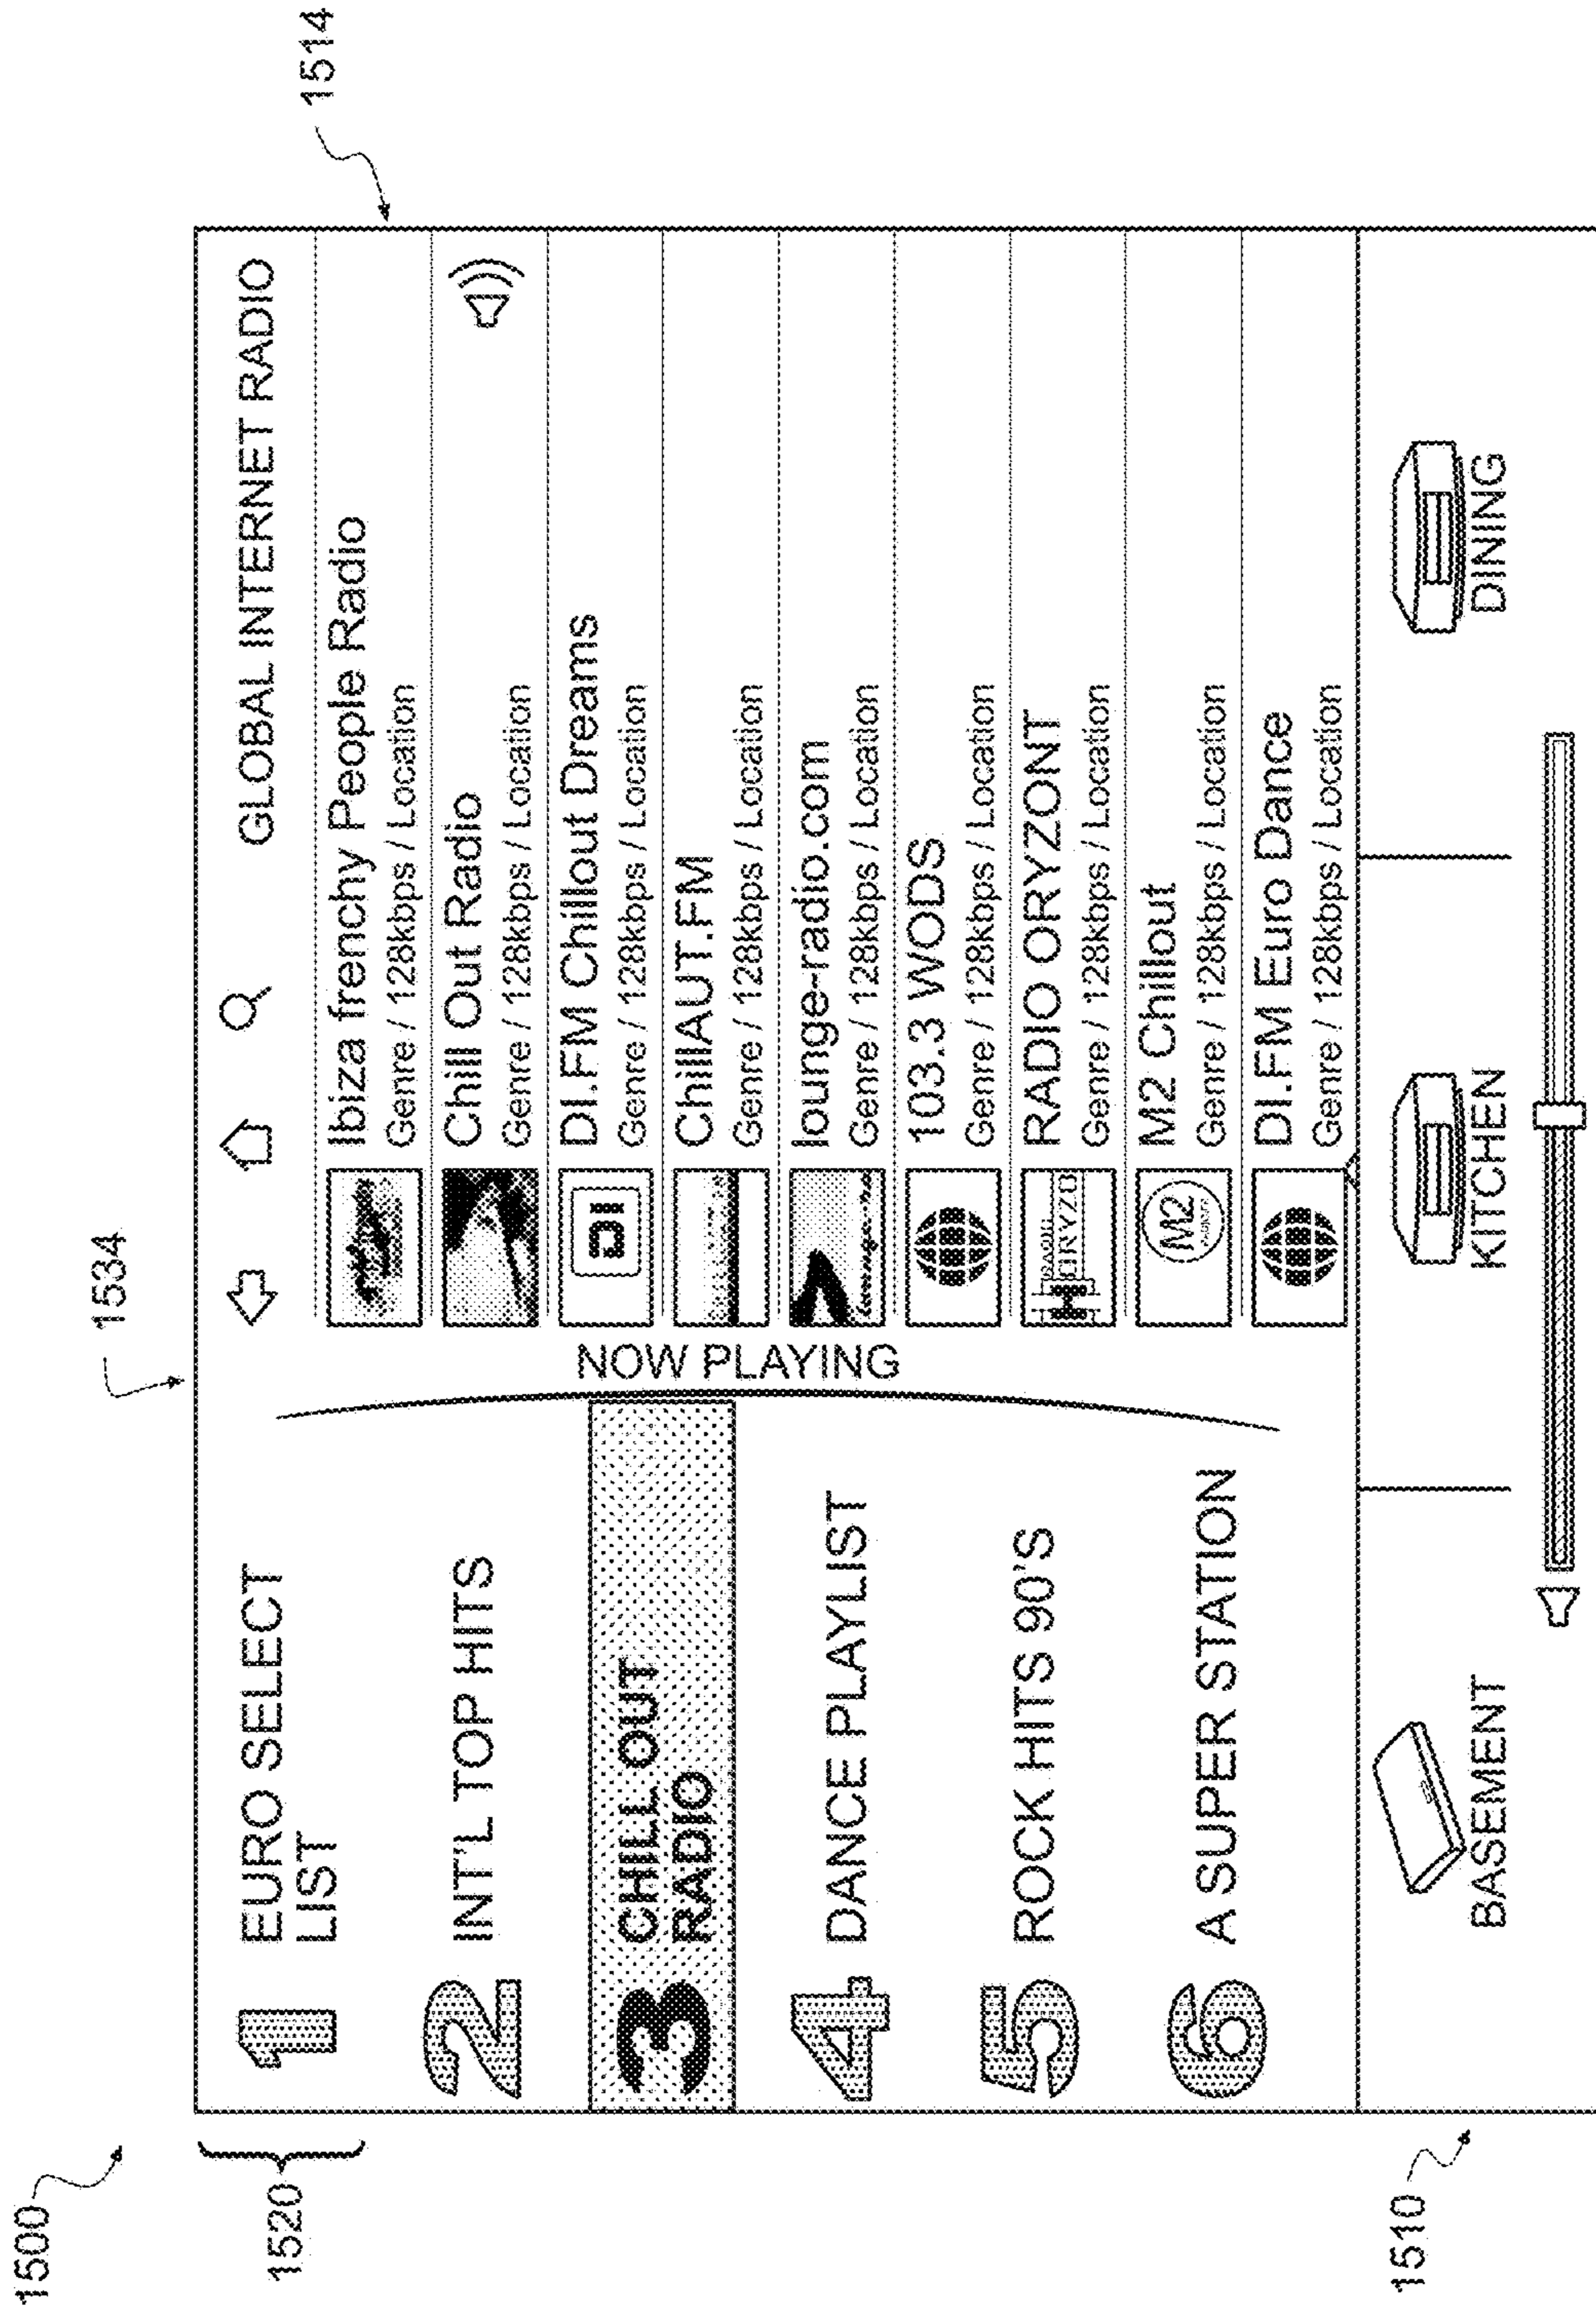 1500
1534
1514
1520
1510
1 EURO SELECT
LIST
2 INT'L TOP HITS
3 CHILL OUT
RADIO
4 DANCE PLAYLIST
5 ROCK HITS 90'S
6 A SUPER STATION
NOW PLAYING
GLOBAL INTERNET RADIO
Ibiza frenchy People Radio
Genre / 128kbps / Location
Chill Out Radio
Genre / 128kbps / Location
DI
DI.FM Chillout Dreams
Genre / 128kbps / Location
ChillAUT.FM
Genre / 128kbps / Location
lounge-radio.com
Genre / 128kbps / Location
103.3 WODS
Genre / 128kbps / Location
H ORYZO
RADIO ORYZONT
Genre / 128kbps / Location
M2
M2 Chillout
Genre / 128kbps / Location
DI.FM Euro Dance
Genre / 128kbps / Location
BASEMENT
KITCHEN
DINING